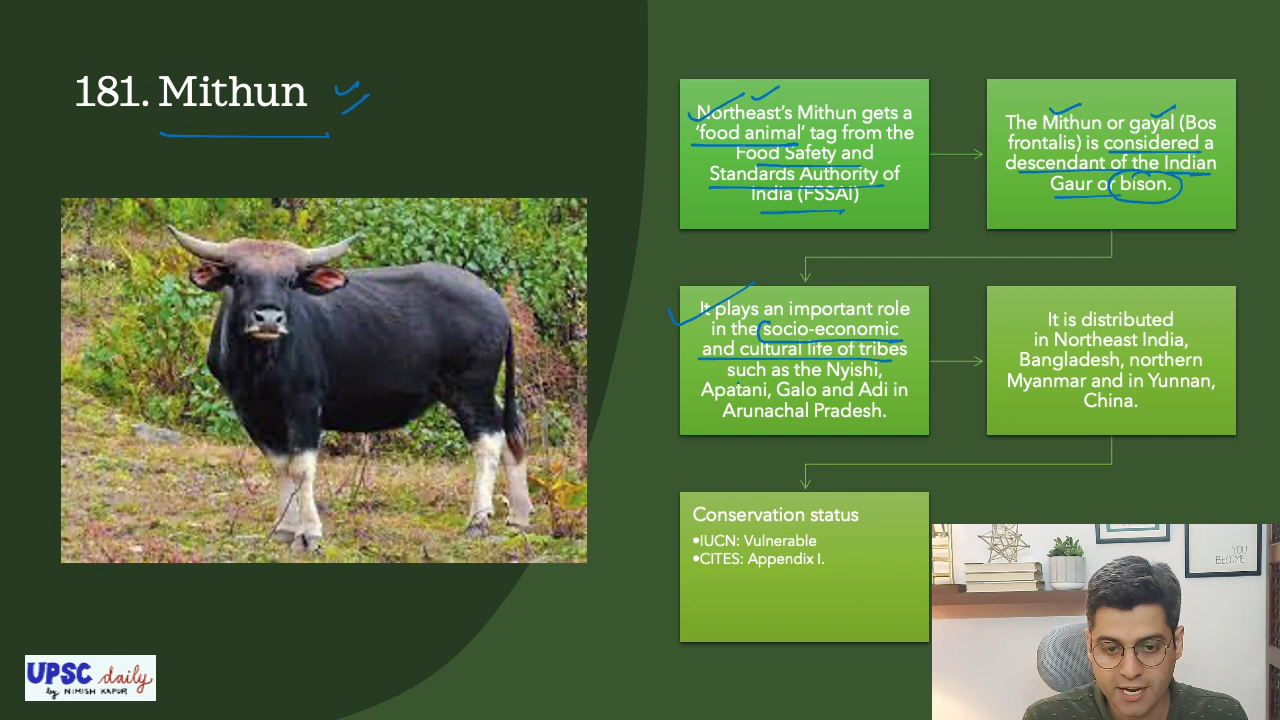 181. Mithun
Northeast's Mithun gets a
'food animal' tag from the
Food Safety and
Standards Authority of
India (FSSAI)
The Mithun or gayal (Bos
frontalis) is considered a
descendant of the Indian
Gaur or bison.
It plays an important role
in the socio-economic
and cultural life of tribes
such as the Nyishi,
Apatani, Galo and Adi in
Arunachal Pradesh.
It is distributed
in Northeast India,
Bangladesh, northern
Myanmar and in Yunnan,
China.
Conservation status
•IUCN: Vulnerable
•CITES: Appendix I.
YOU
BECOME
UPSC daily
by NIMISH KAPUR